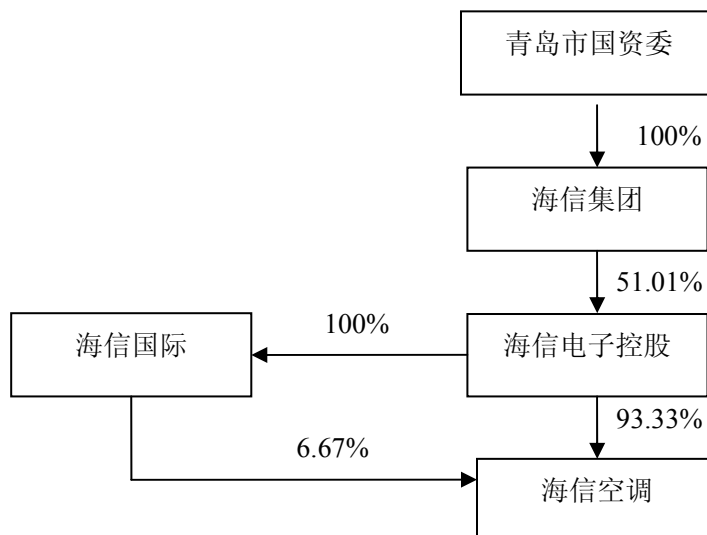 青岛市国资委
100%
海信集团
51.01%
海信国际
100%
海信电子控股
93.33%
6.67%
海信空调